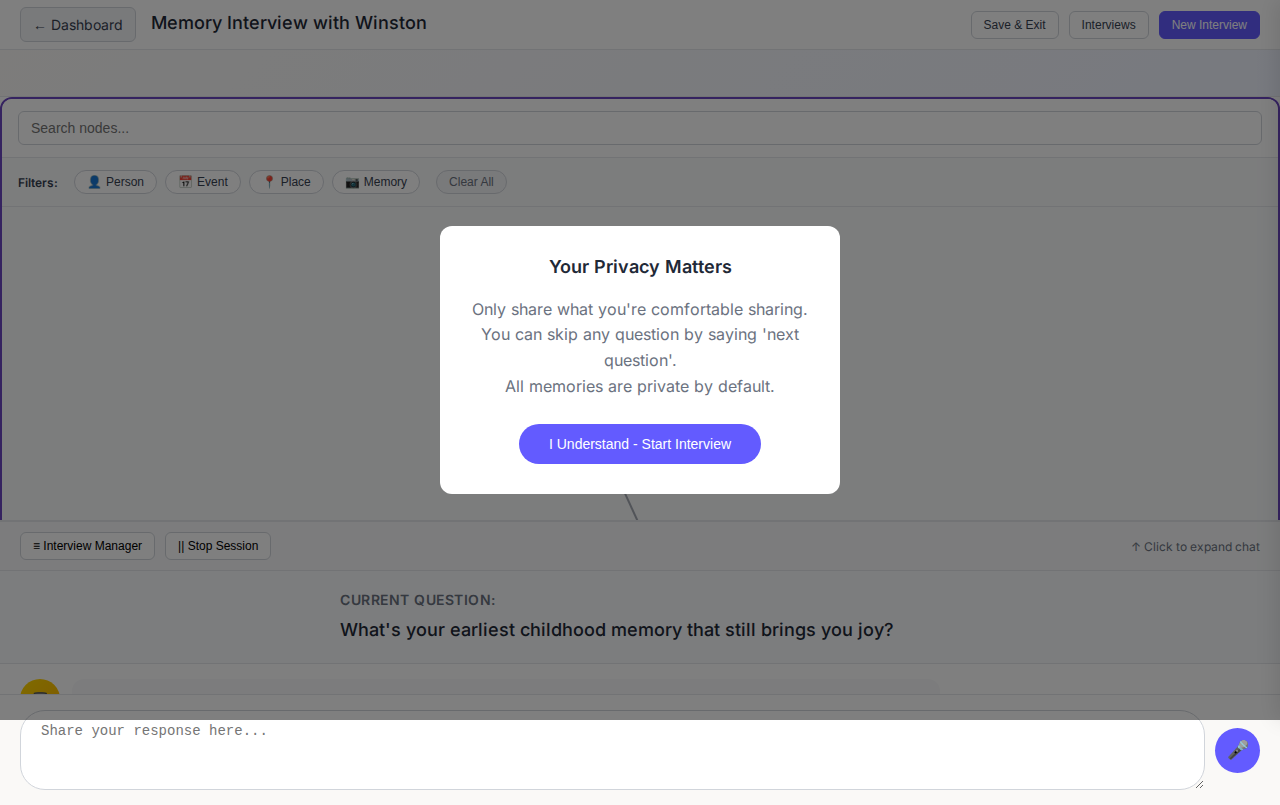 ← Dashboard
Memory Interview with Winston
Save & Exit
Interviews
New Interview
Search nodes...
Filters:
👤 Person
📅 Event
📍 Place
📷 Memory
Clear All
Your Privacy Matters
Only share what you're comfortable sharing.
You can skip any question by saying 'next
question'.
All memories are private by default.
I Understand - Start Interview
≡ Interview Manager
|| Stop Session
↑ Click to expand chat
CURRENT QUESTION:
What's your earliest childhood memory that still brings you joy?
Share your response here...